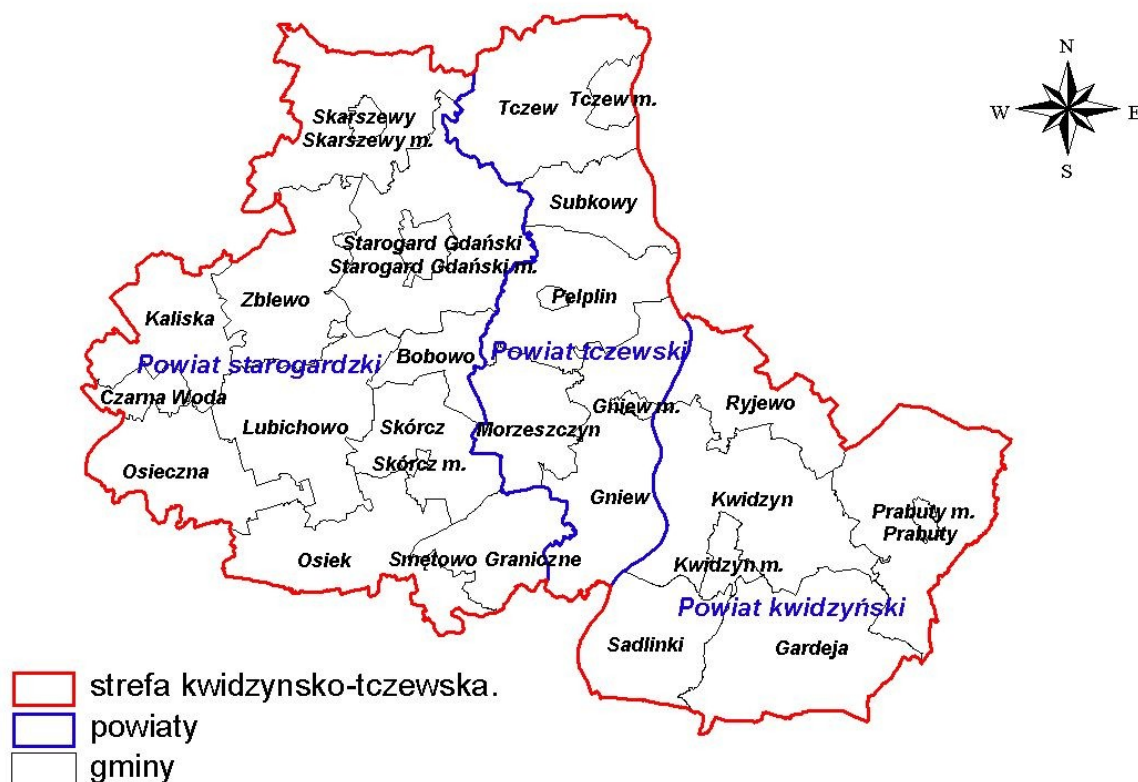 N
W E
S
Tczew
Tczew m.
Skarszewy
Skarszewy m.
Subkowy
Starogard Gdański
Starogard Gdański m.
Zblewo
Pelplin
Kaliska
Bobowo
Powiat tczewski
Powiat starogardzki
Czarna Woda
Gniew m.
Ryjewo
Lubichowo
Skórcz
Morzeszczyn
Skórcz m.
Osieczna
Gniew
Kwidzyn
Prabuty m.
Prabuty
Osiek
Smętowo Graniczne
Kwidzyn m.
Powiat kwidzyński
Sadlinki
Gardeja
strefa kwidzynsko-tczewska.
powiaty
gminy